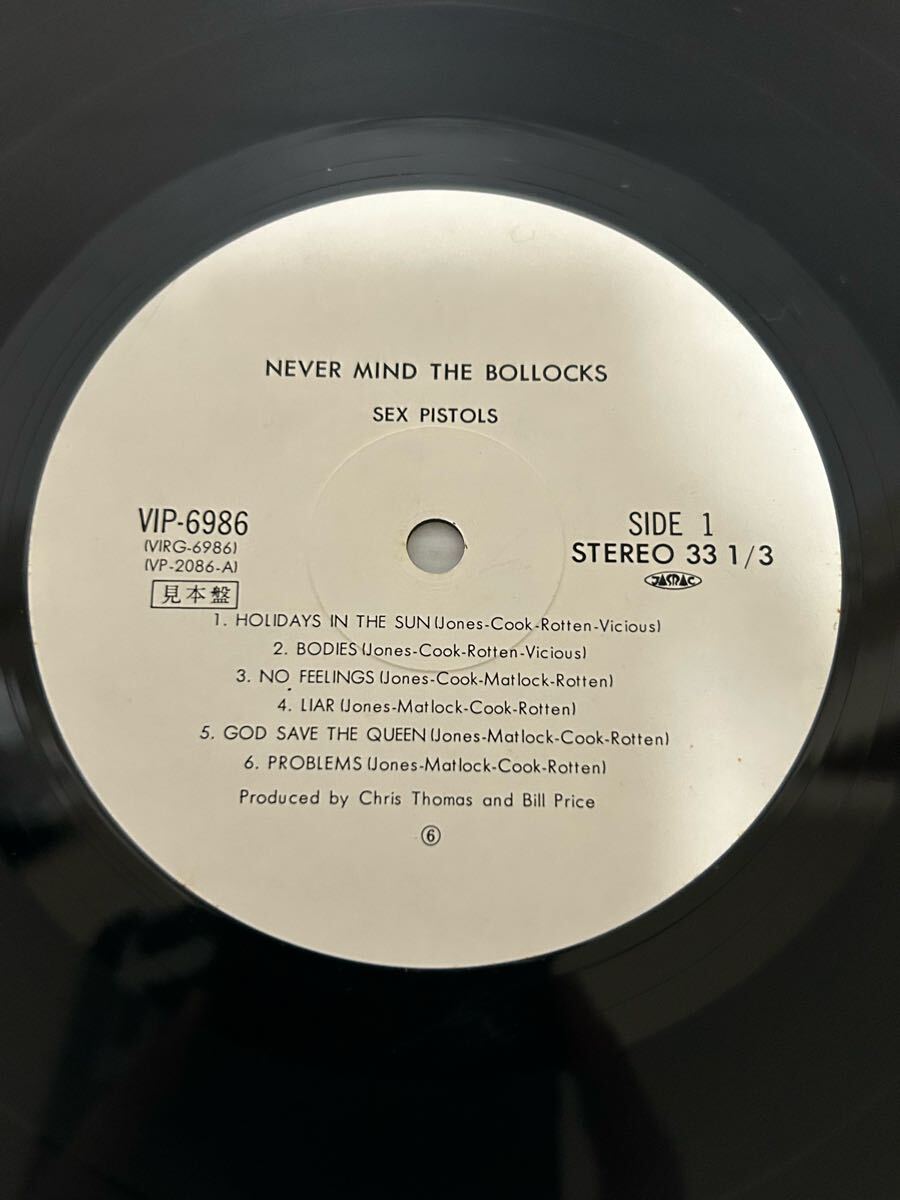 NEVER MIND THE BOLLOCKS
SEX PISTOLS
VIP-6986
(VIRG-6986)
(VP-2086-A)
見本盤
SIDE 1
STEREO 33 1/3
JASRAC
1. HOLIDAYS IN THE SUN (Jones-Cook-Rotten-Vicious)
2. BODIES (Jones-Cook-Rotten-Vicious)
3. NO FEELINGS (Jones-Cook-Matlock-Rotten)
4. LIAR (Jones-Matlock-Cook-Rotten)
5. GOD SAVE THE QUEEN (Jones-Matlock-Cook-Rotten)
6. PROBLEMS (Jones-Matlock-Cook-Rotten)
Produced by Chris Thomas and Bill Price
⑥